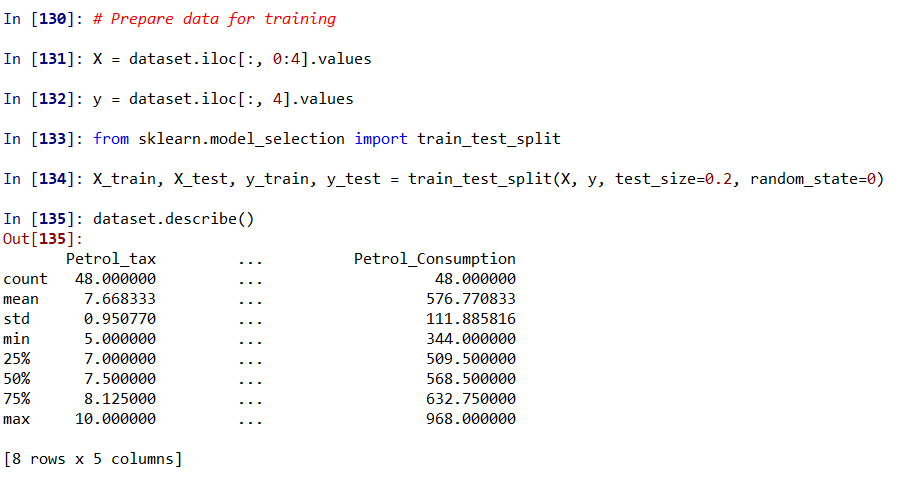 In [130]: # Prepare data for training
In [131]: X = dataset.iloc[:, 0:4].values
In [132]: y = dataset.iloc[:, 4].values
In [133]: from sklearn.model_selection import train_test_split
In [134]: X_train, X_test, y_train, y_test = train_test_split(X, y, test_size=0.2, random_state=0)
In [135]: dataset.describe()
Out[135]:
Petrol_tax ... Petrol_Consumption
count 48.000000 ... 48.000000
mean 7.668333 ... 576.770833
std 0.950770 ... 111.885816
min 5.000000 ... 344.000000
25% 7.000000 ... 509.500000
50% 7.500000 ... 568.500000
75% 8.125000 ... 632.750000
max 10.000000 ... 968.000000
[8 rows x 5 columns]